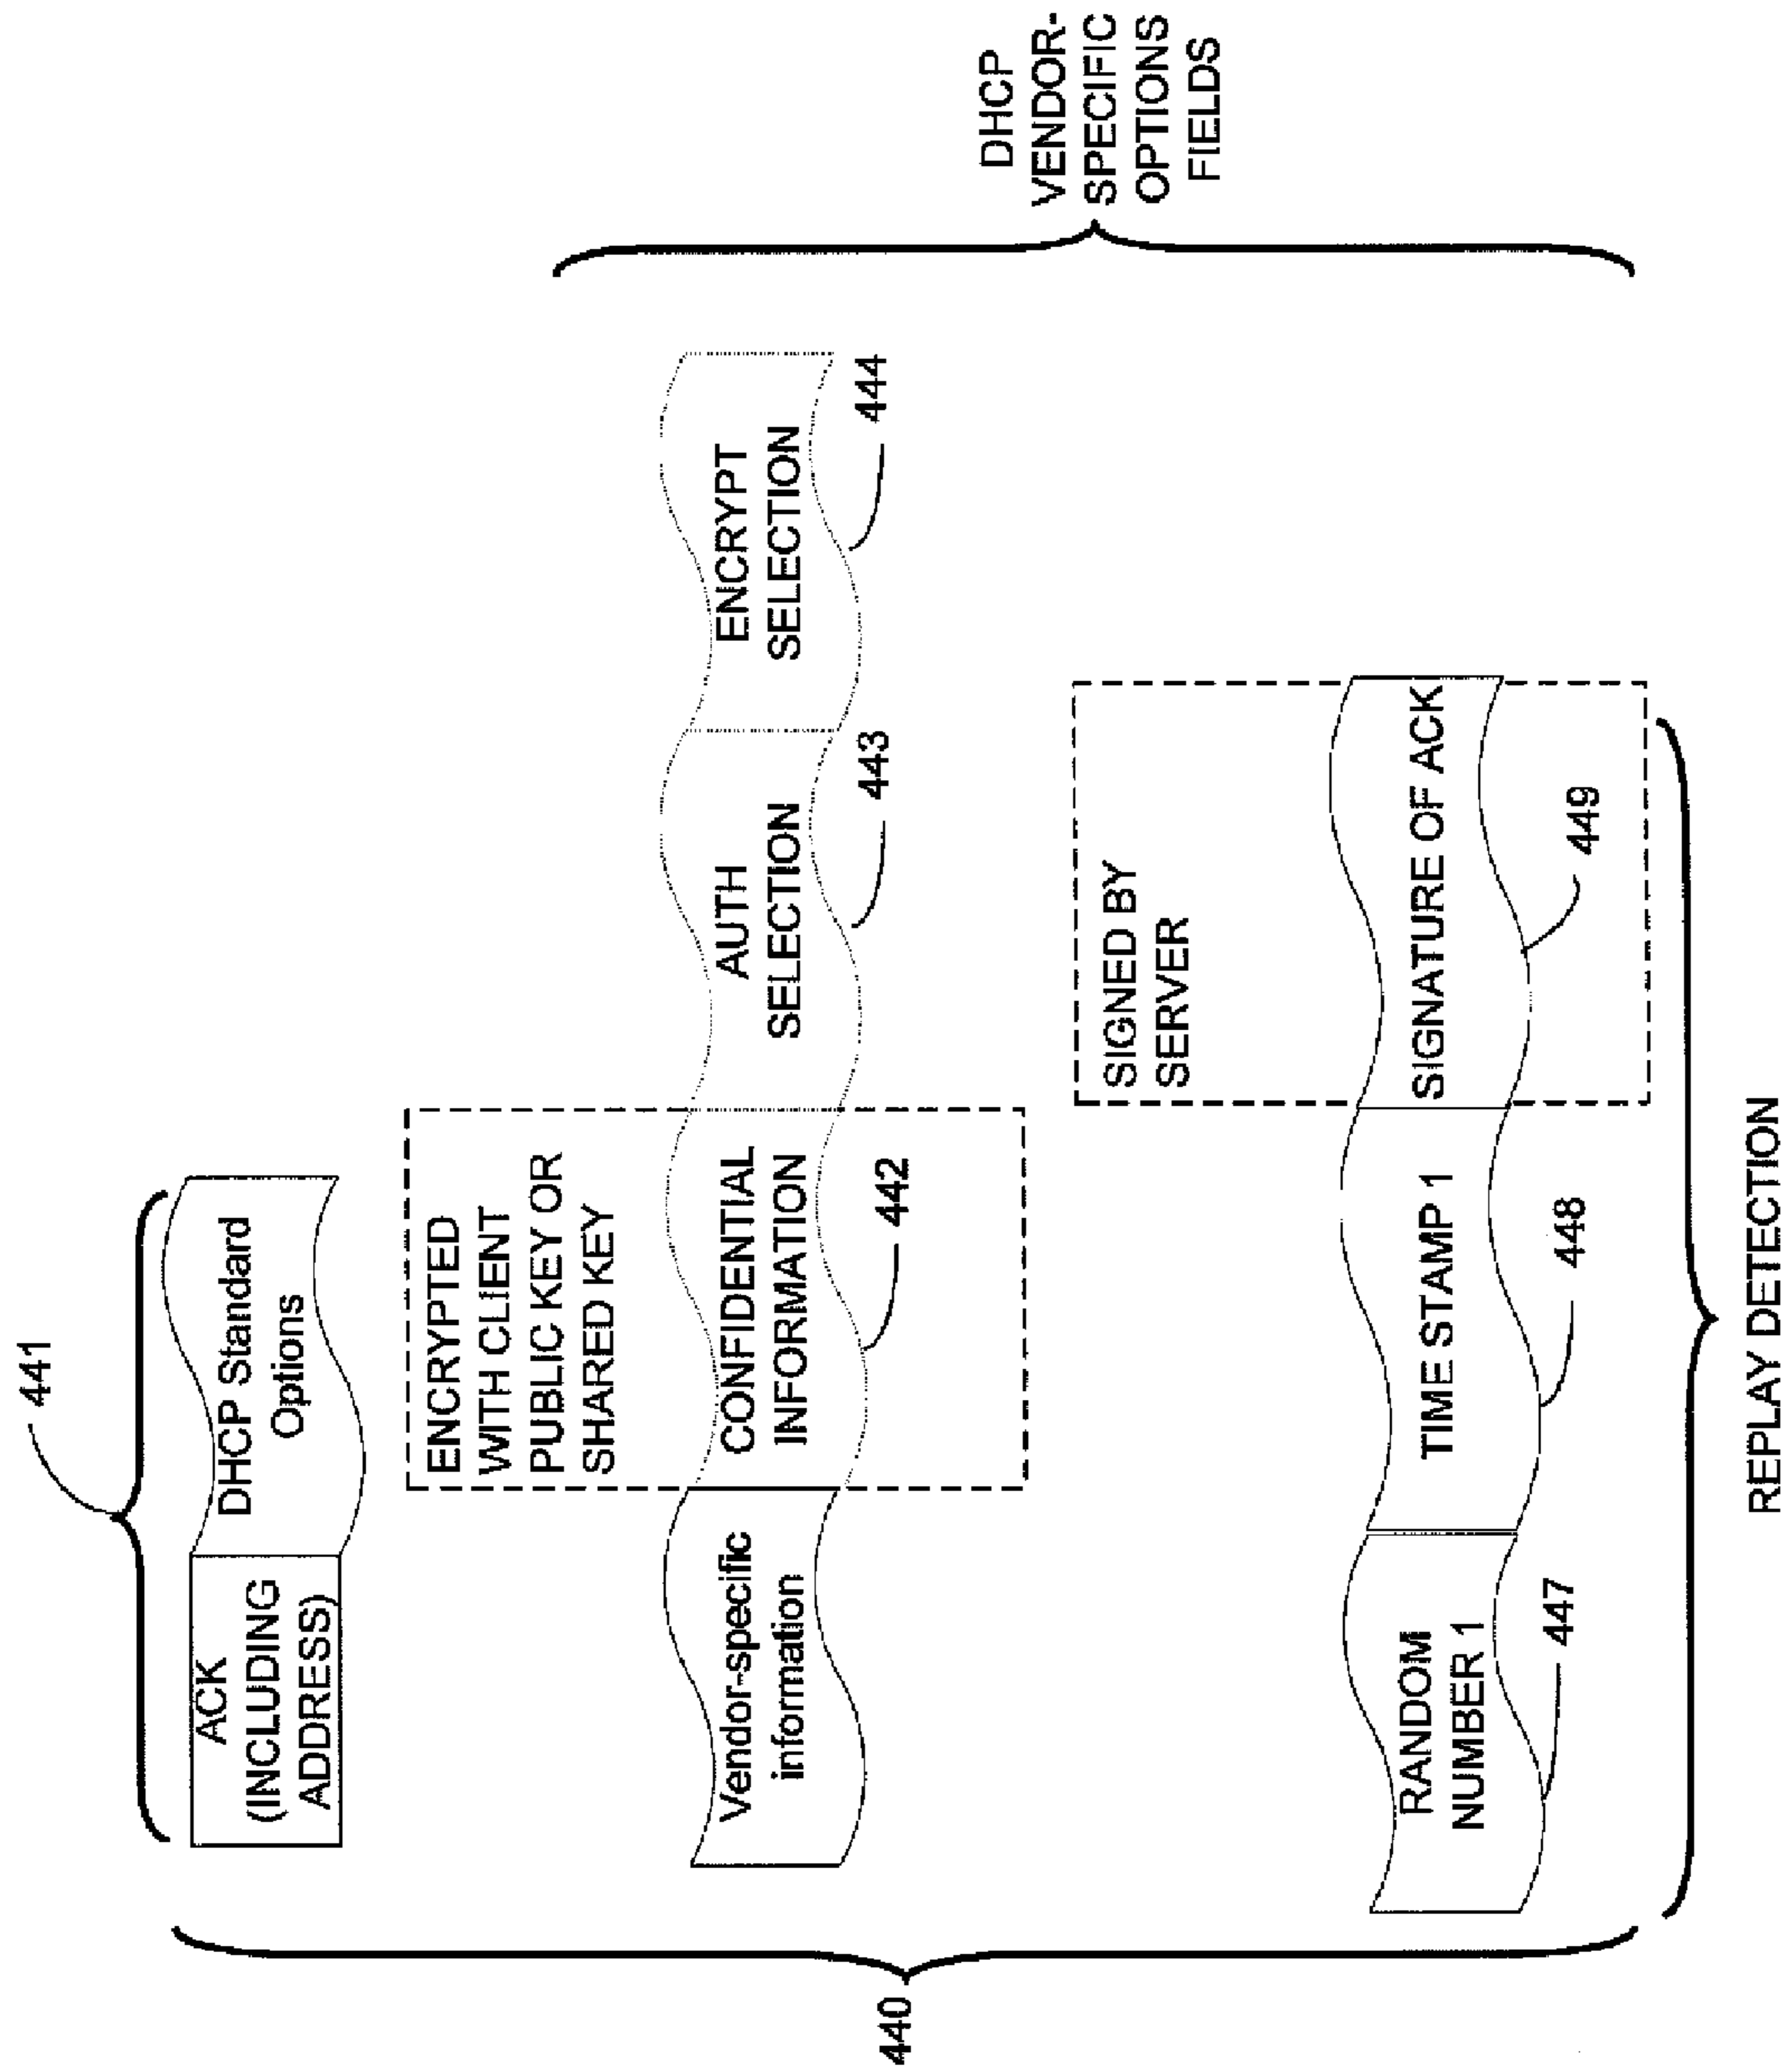 441
ACK
(INCLUDING
ADDRESS)
DHCP Standard
Options
440
ENCRYPTED
WITH CLIENT
PUBLIC KEY OR
SHARED KEY
Vendor-specific
information
CONFIDENTIAL
INFORMATION
442
AUTH
SELECTION
443
ENCRYPT
SELECTION
444
DHCP
VENDOR-
SPECIFIC
OPTIONS
FIELDS
SIGNED BY
SERVER
RANDOM
NUMBER 1
447
TIME STAMP 1
448
SIGNATURE OF ACK
449
REPLAY DETECTION